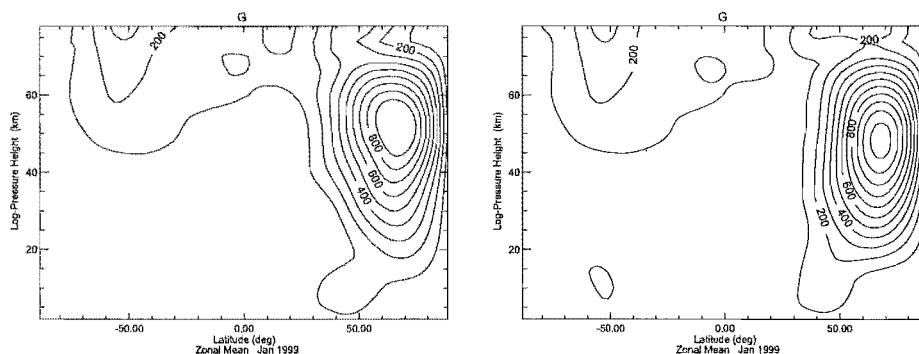 G
200
200
800
600
400
60
40
20
Log-Pressure Height (km)
-50.00
0.00
50.00
Latitude (deg)
Zonal Mean Jan 1999
G
200
200
800
600
400
200
60
40
20
Log-Pressure Height (km)
-50.00
0.00
50.00
Latitude (deg)
Zonal Mean Jan 1999